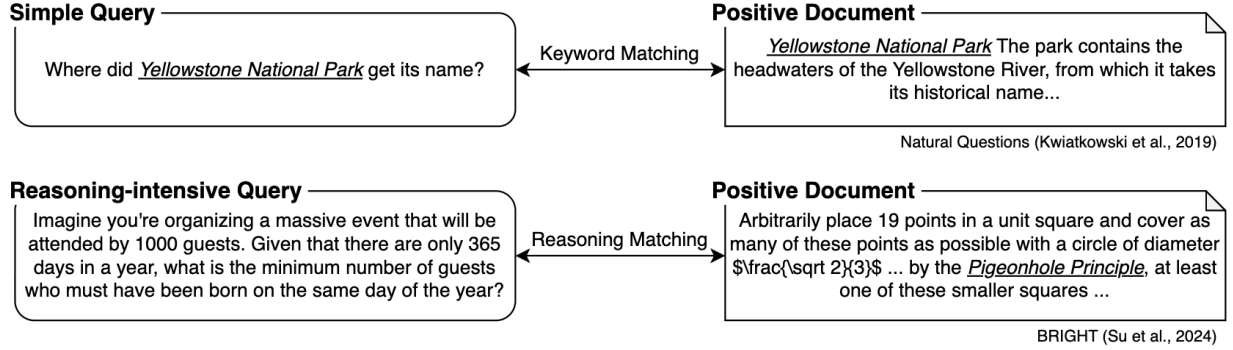 Simple Query
Where did Yellowstone National Park get its name?
Keyword Matching
Positive Document
Yellowstone National Park The park contains the
headwaters of the Yellowstone River, from which it takes
its historical name...
Natural Questions (Kwiatkowski et al., 2019)
Reasoning-intensive Query
Imagine you're organizing a massive event that will be
attended by 1000 guests. Given that there are only 365
days in a year, what is the minimum number of guests
who must have been born on the same day of the year?
Reasoning Matching
Positive Document
Arbitrarily place 19 points in a unit square and cover as
many of these points as possible with a circle of diameter
$\frac{\sqrt 2}{3}$ ... by the Pigeonhole Principle, at least
one of these smaller squares ...
BRIGHT (Su et al., 2024)